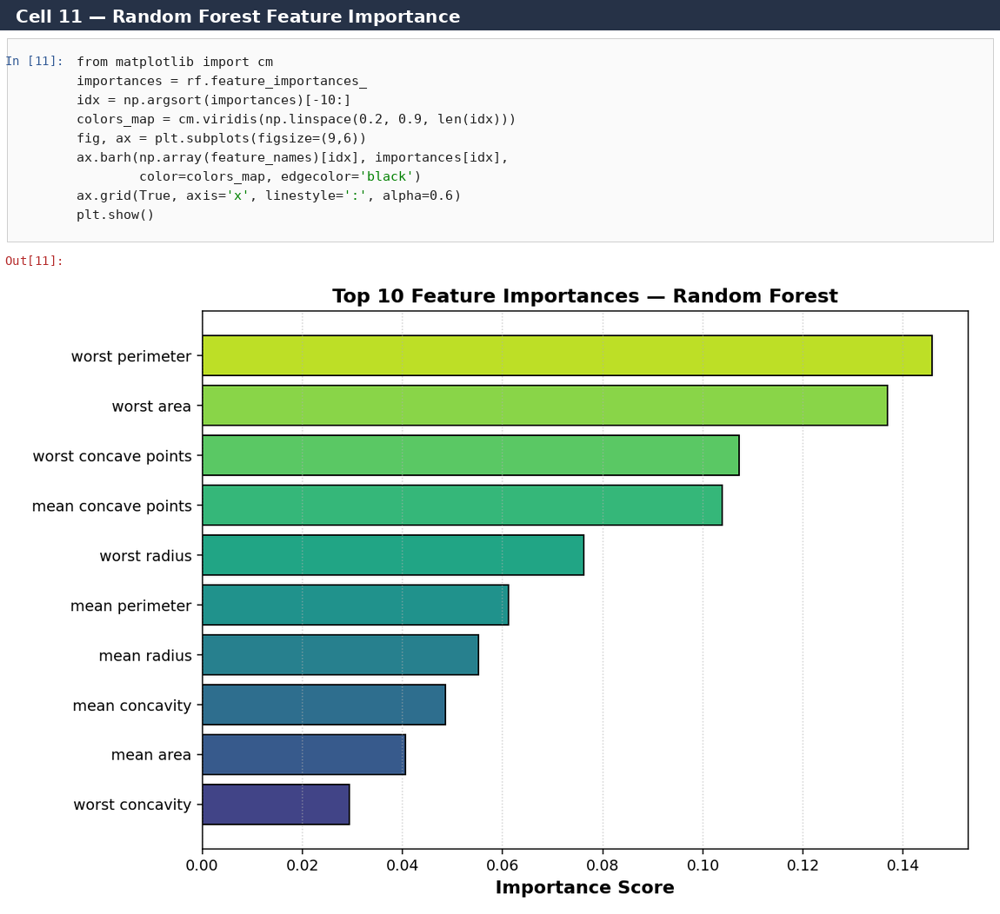 Cell 11 — Random Forest Feature Importance
In [11]:
from matplotlib import cm
importances = rf.feature_importances_
idx = np.argsort(importances)[-10:]
colors_map = cm.viridis(np.linspace(0.2, 0.9, len(idx)))
fig, ax = plt.subplots(figsize=(9,6))
ax.barh(np.array(feature_names)[idx], importances[idx],
        color=colors_map, edgecolor='black')
ax.grid(True, axis='x', linestyle=':', alpha=0.6)
plt.show()
Out[11]:
Top 10 Feature Importances — Random Forest
worst perimeter
worst area
worst concave points
mean concave points
worst radius
mean perimeter
mean radius
mean concavity
mean area
worst concavity
0.00 0.02 0.04 0.06 0.08 0.10 0.12 0.14
Importance Score